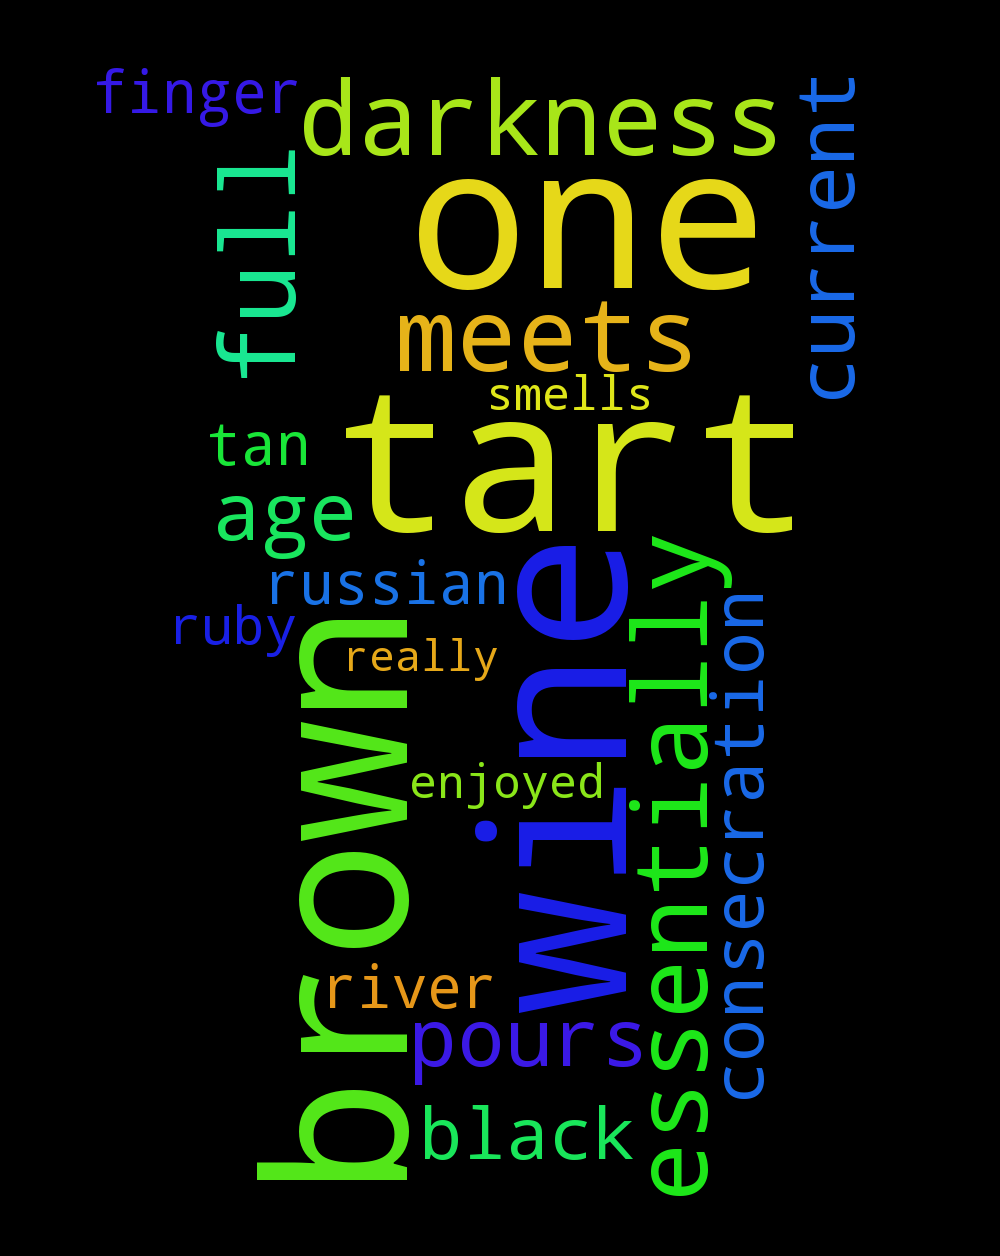 finger
darkness
current
full
one
meets
smells
tart
tan
age
russian
wine
essentially
ruby
brown
really
consecration
enjoyed
river
pours
black